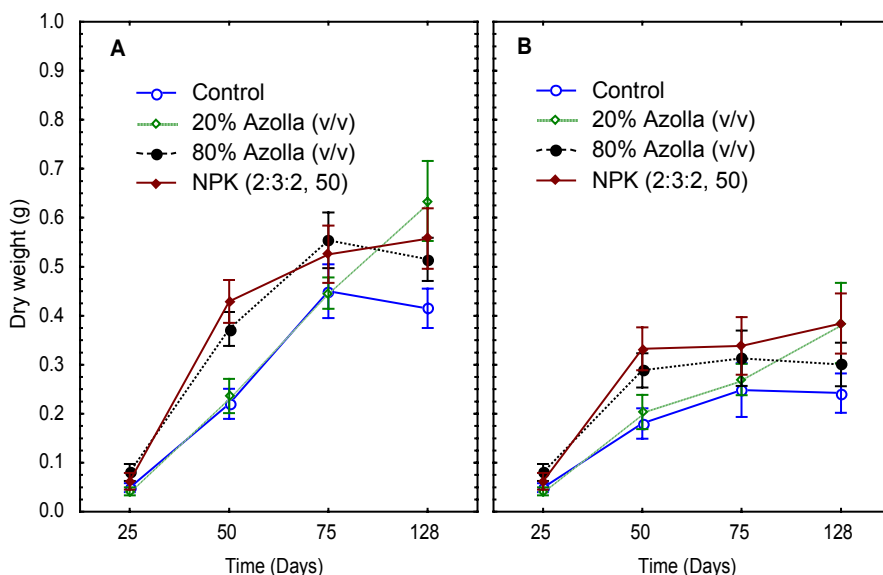 A
Control
20% Azolla (v/v)
80% Azolla (v/v)
NPK (2:3:2, 50)
B
Control
20% Azolla (v/v)
80% Azolla (v/v)
NPK (2:3:2, 50)
Dry weight (g)
1.0
0.9
0.8
0.7
0.6
0.5
0.4
0.3
0.2
0.1
0.0
25 50 75 128
25 50 75 128
Time (Days)
Time (Days)